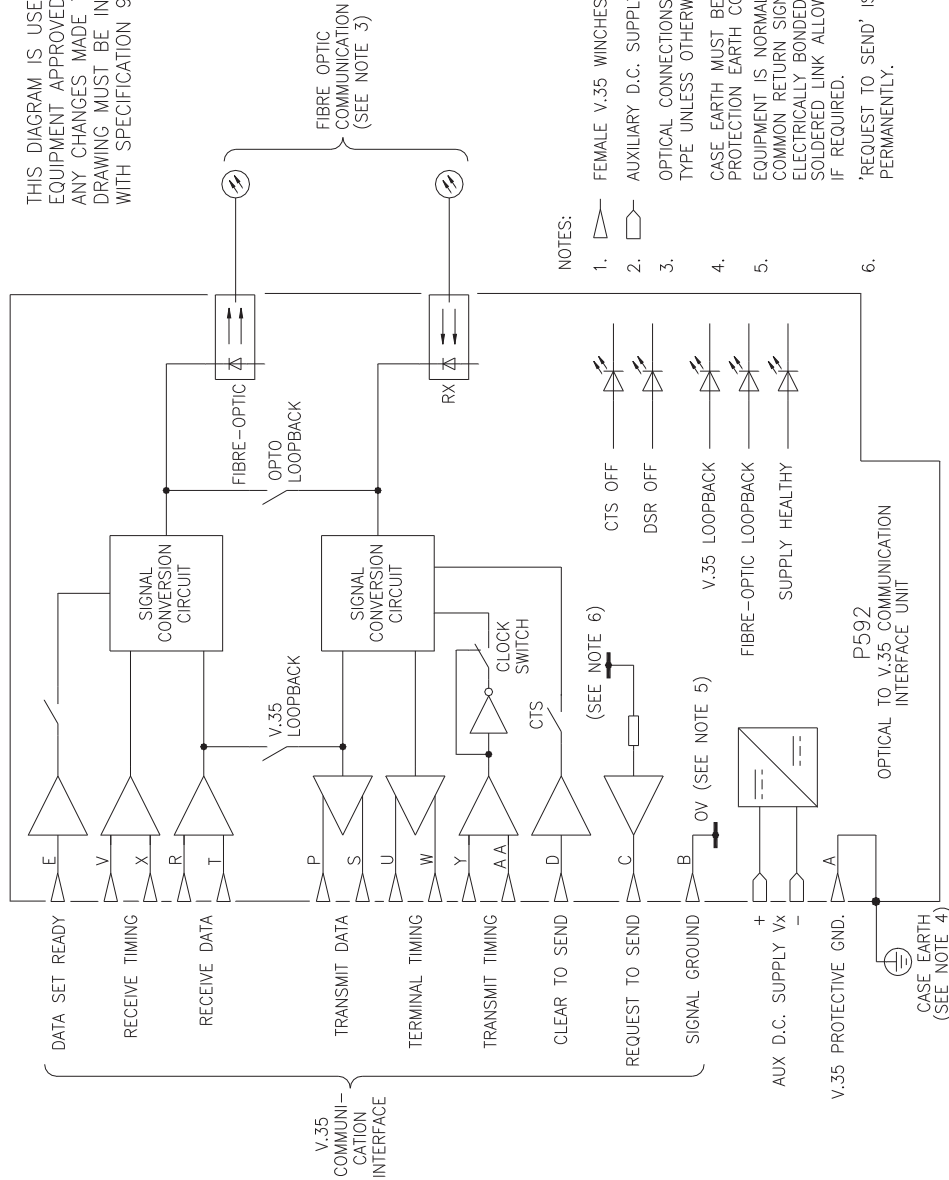 THIS DIAGRAM IS USE
EQUIPMENT APPROVED
ANY CHANGES MADE
DRAWING MUST BE IN
WITH SPECIFICATION 9
V.35
COMMUNI-
CATION
INTERFACE
DATA SET READY
E
RECEIVE TIMING
V
X
RECEIVE DATA
R
T
TRANSMIT DATA
P
S
TERMINAL TIMING
U
W
TRANSMIT TIMING
Y
AA
CLEAR TO SEND
D
REQUEST TO SEND
C
SIGNAL GROUND
B
AUX D.C. SUPPLY Vx
+
-
V.35 PROTECTIVE GND.
A
CASE EARTH
(SEE NOTE 4)
V.35
LOOPBACK
CLOCK
SWITCH
CTS
(SEE NOTE 6)
0V (SEE NOTE 5)
SIGNAL
CONVERSION
CIRCUIT
SIGNAL
CONVERSION
CIRCUIT
OPTO
LOOPBACK
FIBRE-OPTIC
RX
CTS OFF
DSR OFF
V.35 LOOPBACK
FIBRE-OPTIC LOOPBACK
SUPPLY HEALTHY
P592
OPTICAL TO V.35 COMMUNICATION
INTERFACE UNIT
FIBRE OPTIC
COMMUNICATION
(SEE NOTE 3)
NOTES:
1. FEMALE V.35 WINCHES
2. AUXILIARY D.C. SUPPLY
3. OPTICAL CONNECTIONS
TYPE UNLESS OTHERW
4. CASE EARTH MUST BE
PROTECTION EARTH CO
5. EQUIPMENT IS NORMAL
COMMON RETURN SIGN
ELECTRICALLY BONDED
SOLDERED LINK ALLOW
IF REQUIRED.
6. 'REQUEST TO SEND' IS
PERMANENTLY.